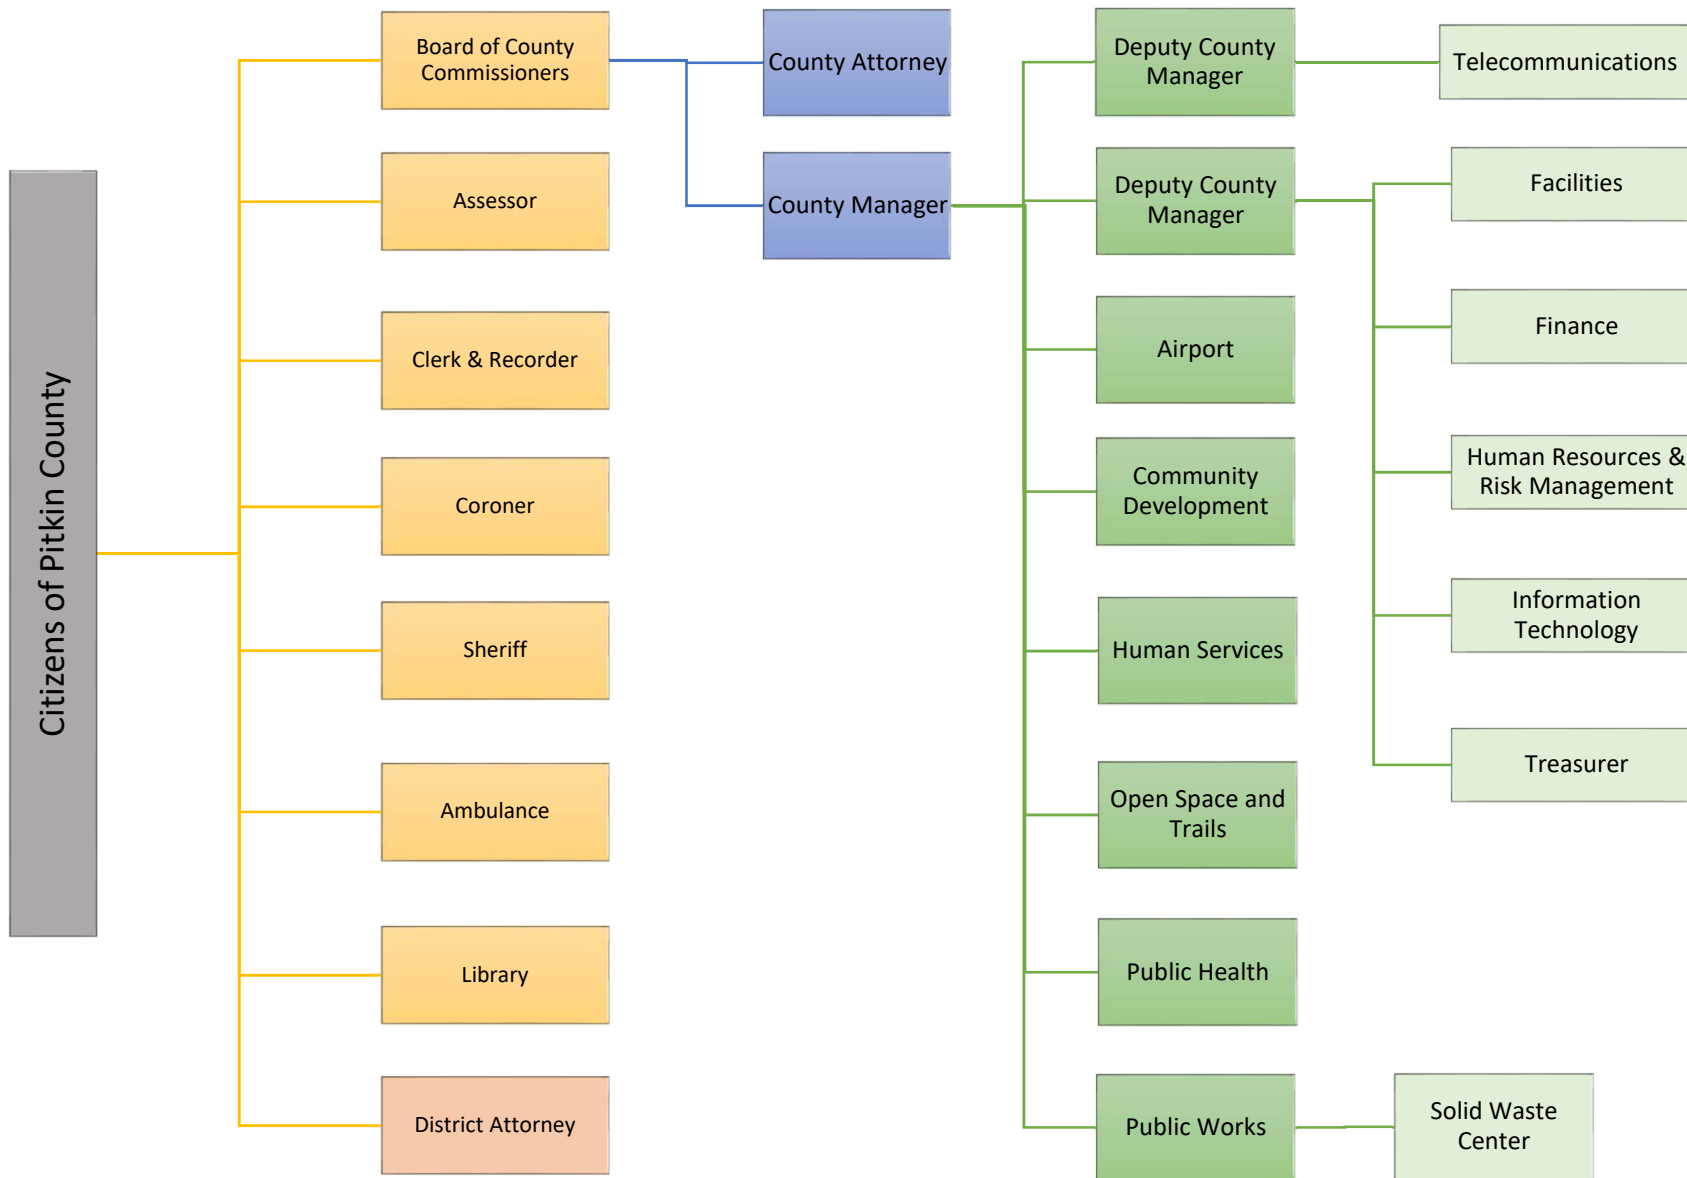 Citizens of Pitkin County
Board of County
Commissioners
Assessor
Clerk & Recorder
Coroner
Sheriff
Ambulance
Library
District Attorney
County Attorney
County Manager
Deputy County
Manager
Deputy County
Manager
Airport
Community
Development
Human Services
Open Space and
Trails
Public Health
Public Works
Telecommunications
Facilities
Finance
Human Resources &
Risk Management
Information
Technology
Treasurer
Solid Waste
Center